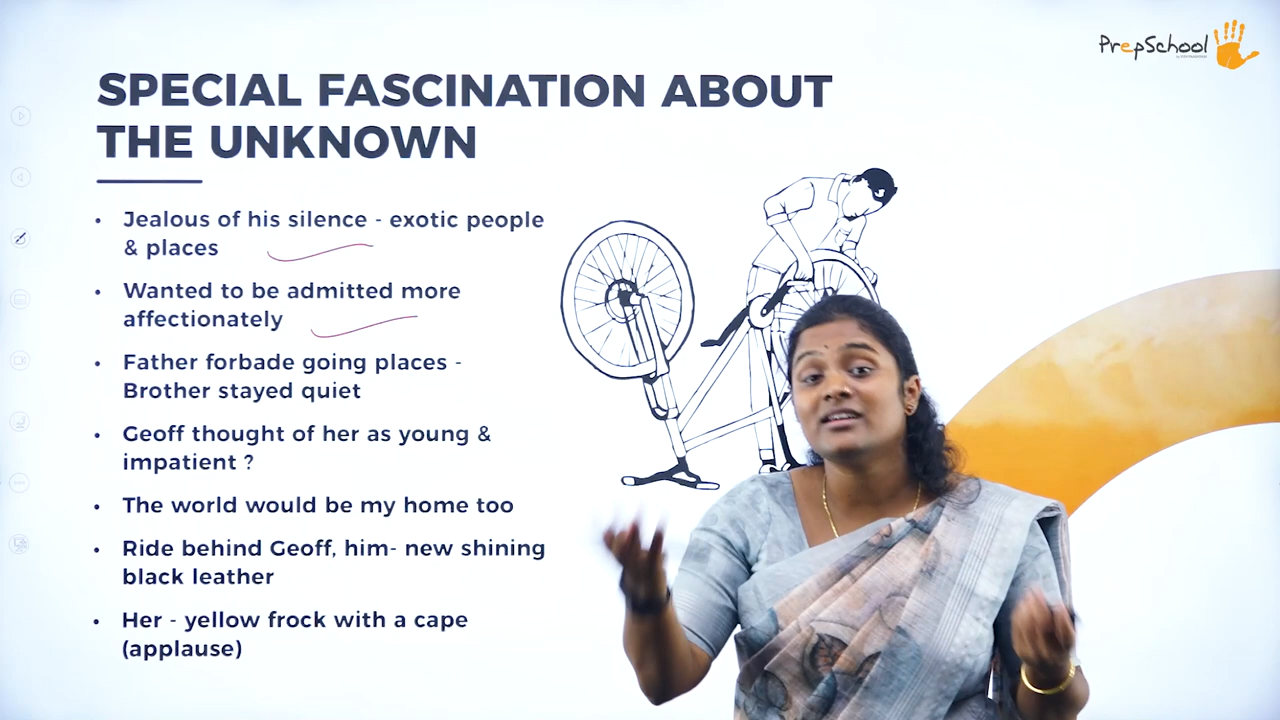 PrepSchool
SPECIAL FASCINATION ABOUT
THE UNKNOWN
• Jealous of his silence - exotic people
& places
• Wanted to be admitted more
affectionately
• Father forbade going places -
Brother stayed quiet
• Geoff thought of her as young &
impatient ?
• The world would be my home too
• Ride behind Geoff, him- new shining
black leather
• Her - yellow frock with a cape
(applause)